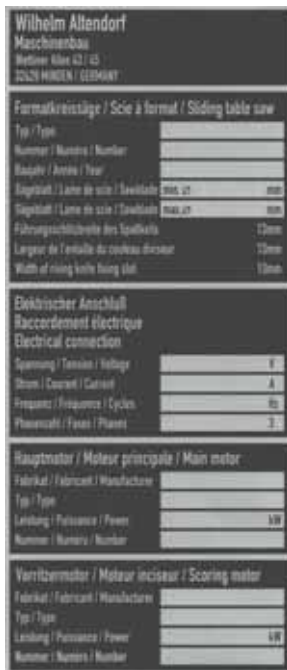 Wilhelm Altendorf
Maschinenbau
Wettiner Allee 43 / 45
32429 MINDEN / GERMANY
Formatkreissäge / Scie à format / Sliding table saw
Typ / Type
Nummer / Numéro / Number
Baujahr / Année / Year
Sägeblatt / Lame de scie / Sawblade min. ∅ mm
Sägeblatt / Lame de scie / Sawblade max. ∅ mm
Führungsschlitzbreite des Spaltkeils 13mm
Largeur de l'entaille du couteau diviseur 13mm
Width of riving knife fixing slot 13mm
Elektrischer Anschluß
Raccordement électrique
Electrical connection
Spannung / Tension / Voltage V
Strom / Courant / Current A
Frequenz / Fréquence / Cycles Hz
Phasenzahl / Fases / Phases 3
Hauptmotor / Moteur principale / Main motor
Fabrikat / Fabricant / Manufacturer
Typ / Type
Leistung / Puissance / Power kW
Nummer / Numéro / Number
Vorritzermotor / Moteur inciseur / Scoring motor
Fabrikat / Fabricant / Manufacturer
Typ / Type
Leistung / Puissance / Power kW
Nummer / Numéro / Number